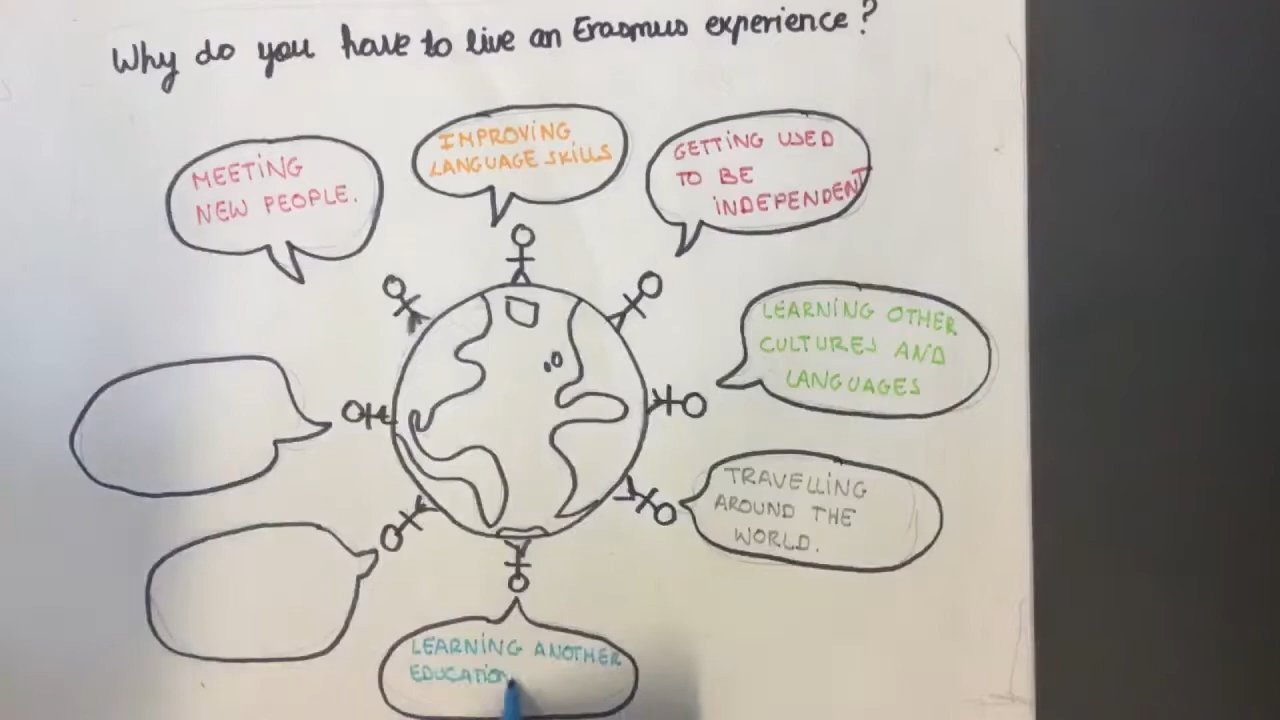 Why do you have to live an Erasmus experience?
MEETING
NEW PEOPLE.
IMPROVING
LANGUAGE SKILLS
GETTING USED
TO BE
INDEPENDENT
LEARNING OTHER
CULTURES AND
LANGUAGES
TRAVELLING
AROUND THE
WORLD.
LEARNING ANOTHER
EDUCATION